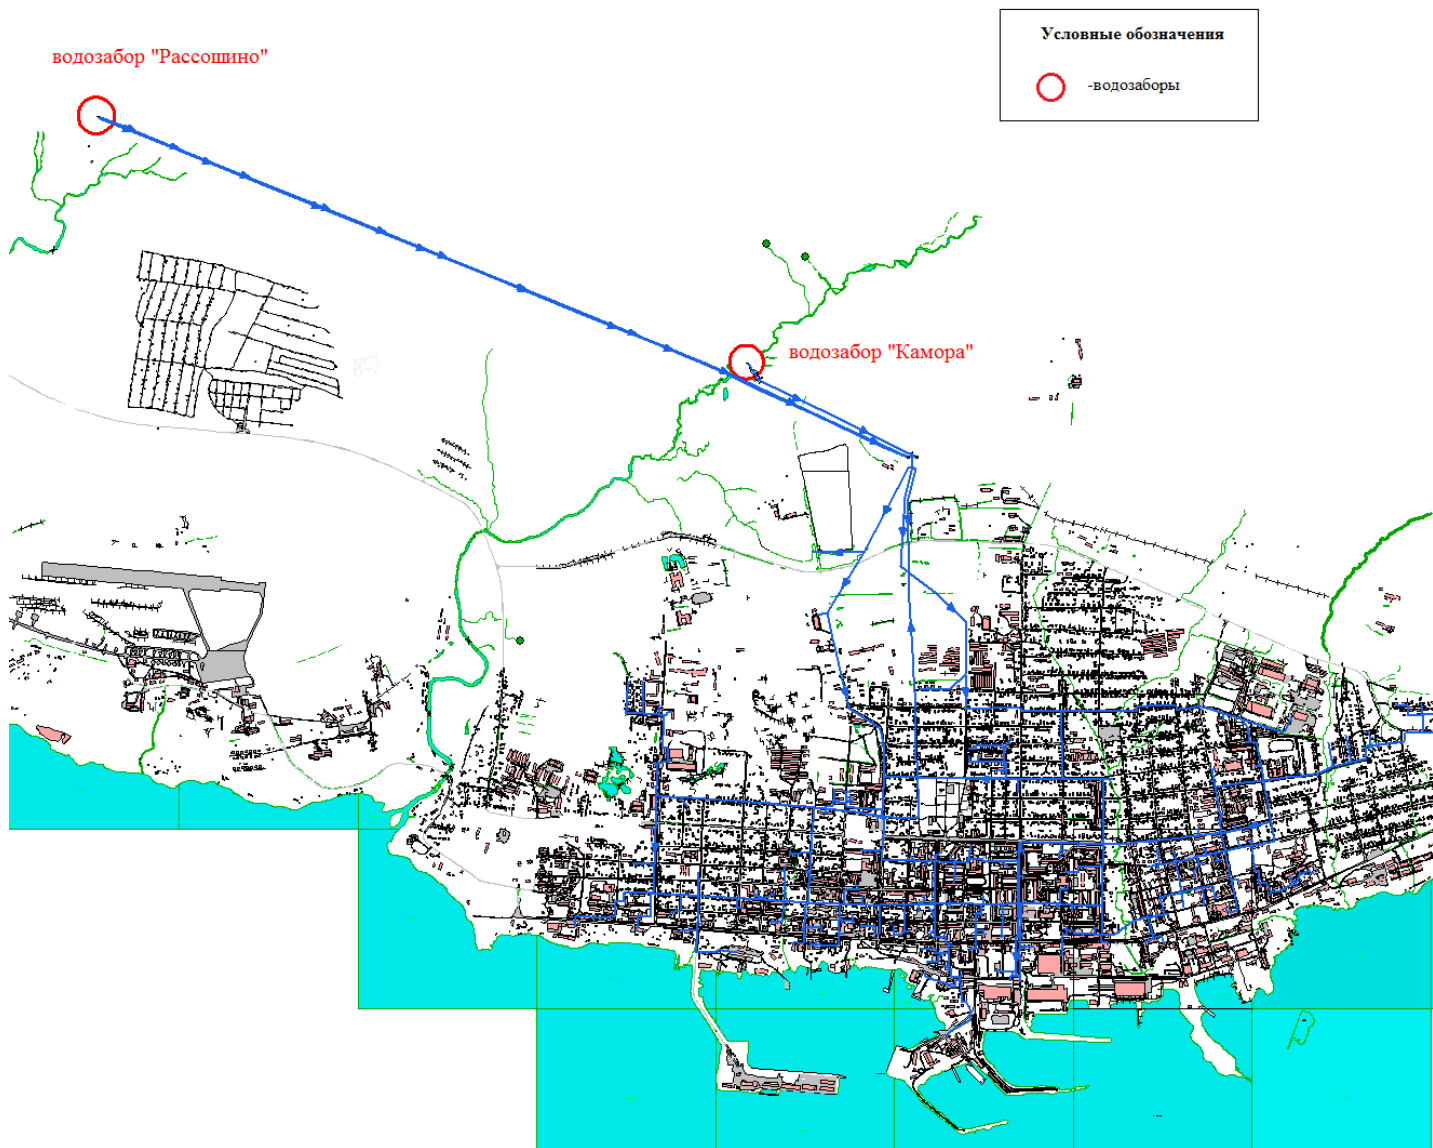 Условные обозначения
водозабор "Рассошино"
-водозаборы
водозабор "Камора"